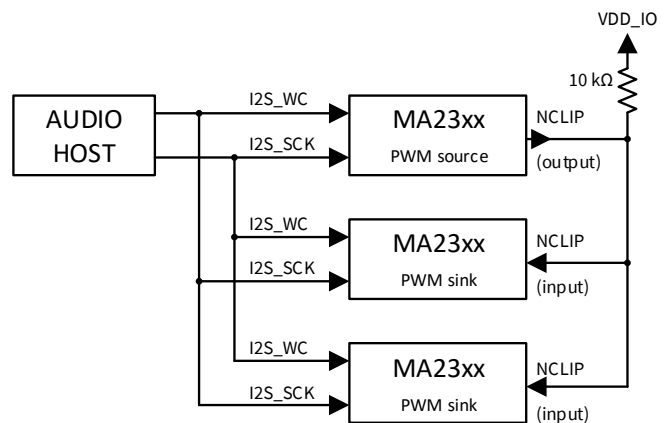 VDD_IO
10 kΩ
I2S_WC
AUDIO
HOST
MA23xx
NCLIP
I2S_SCK
PWM source
(output)
I2S_WC
MA23xx
NCLIP
I2S_SCK
PWM sink
(input)
I2S_WC
MA23xx
NCLIP
I2S_SCK
PWM sink
(input)